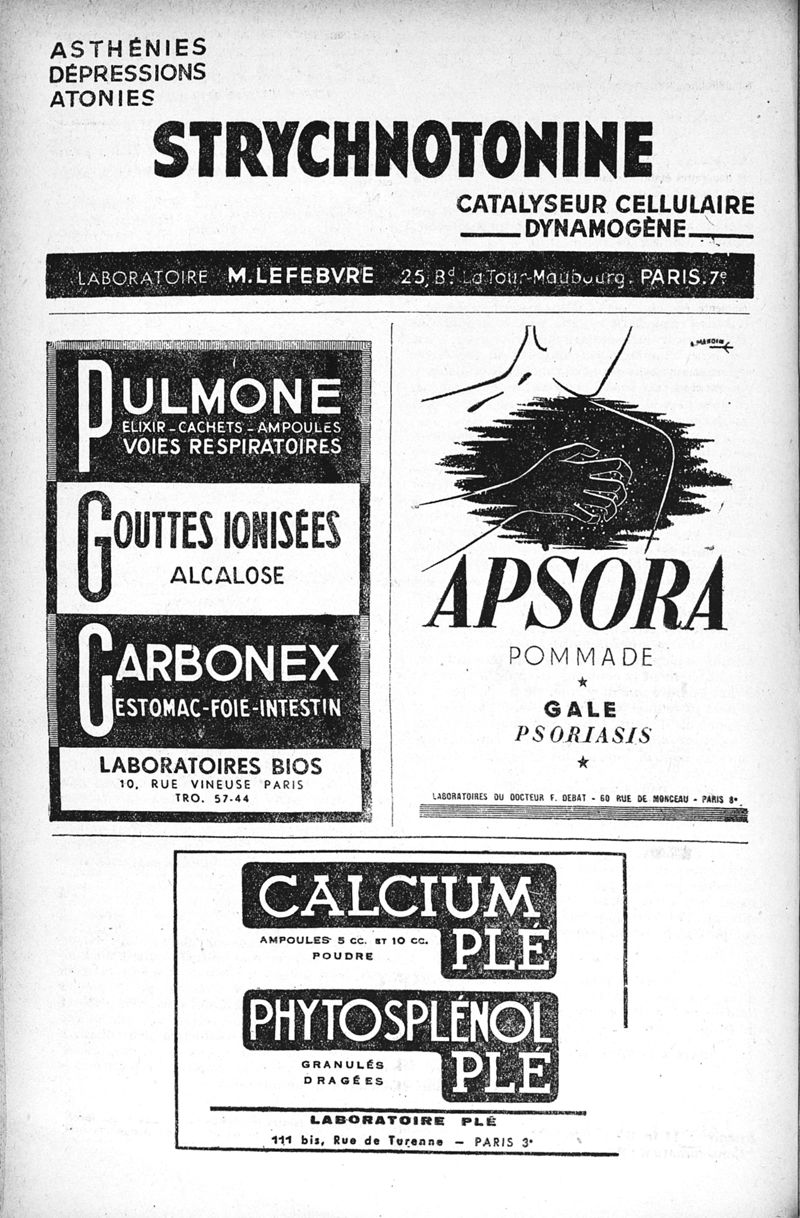 ASTHÉNIES
DÉPRESSIONS
ATONIES
STRYCHNOTONINE
CATALYSEUR CELLULAIRE
DYNAMOGÈNE
LABORATOIRE M. LEFEBVRE 25, Bd. La Tour-Maubourg. PARIS. 7e
PULMONE
ELIXIR - CACHETS - AMPOULES
VOIES RESPIRATOIRES
GOUTTES IONISÉES
ALCALOSE
CARBONEX
ESTOMAC-FOIE-INTESTIN
LABORATOIRES BIOS
10, RUE VINEUSE PARIS
TRO. 57-44
APSORA
POMMADE
GALE
PSORIASIS
LABORATOIRES DU DOCTEUR F. DEBAT - 60 RUE DE MONCEAU - PARIS 8e
CALCIUM
PLÉ
AMPOULES 5 CC. ET 10 CC.
POUDRE
PHYTOSPLÉNOL
PLÉ
GRANULÉS
DRAGÉES
LABORATOIRE PLÉ
111 bis, Rue de Turenne — PARIS 3e